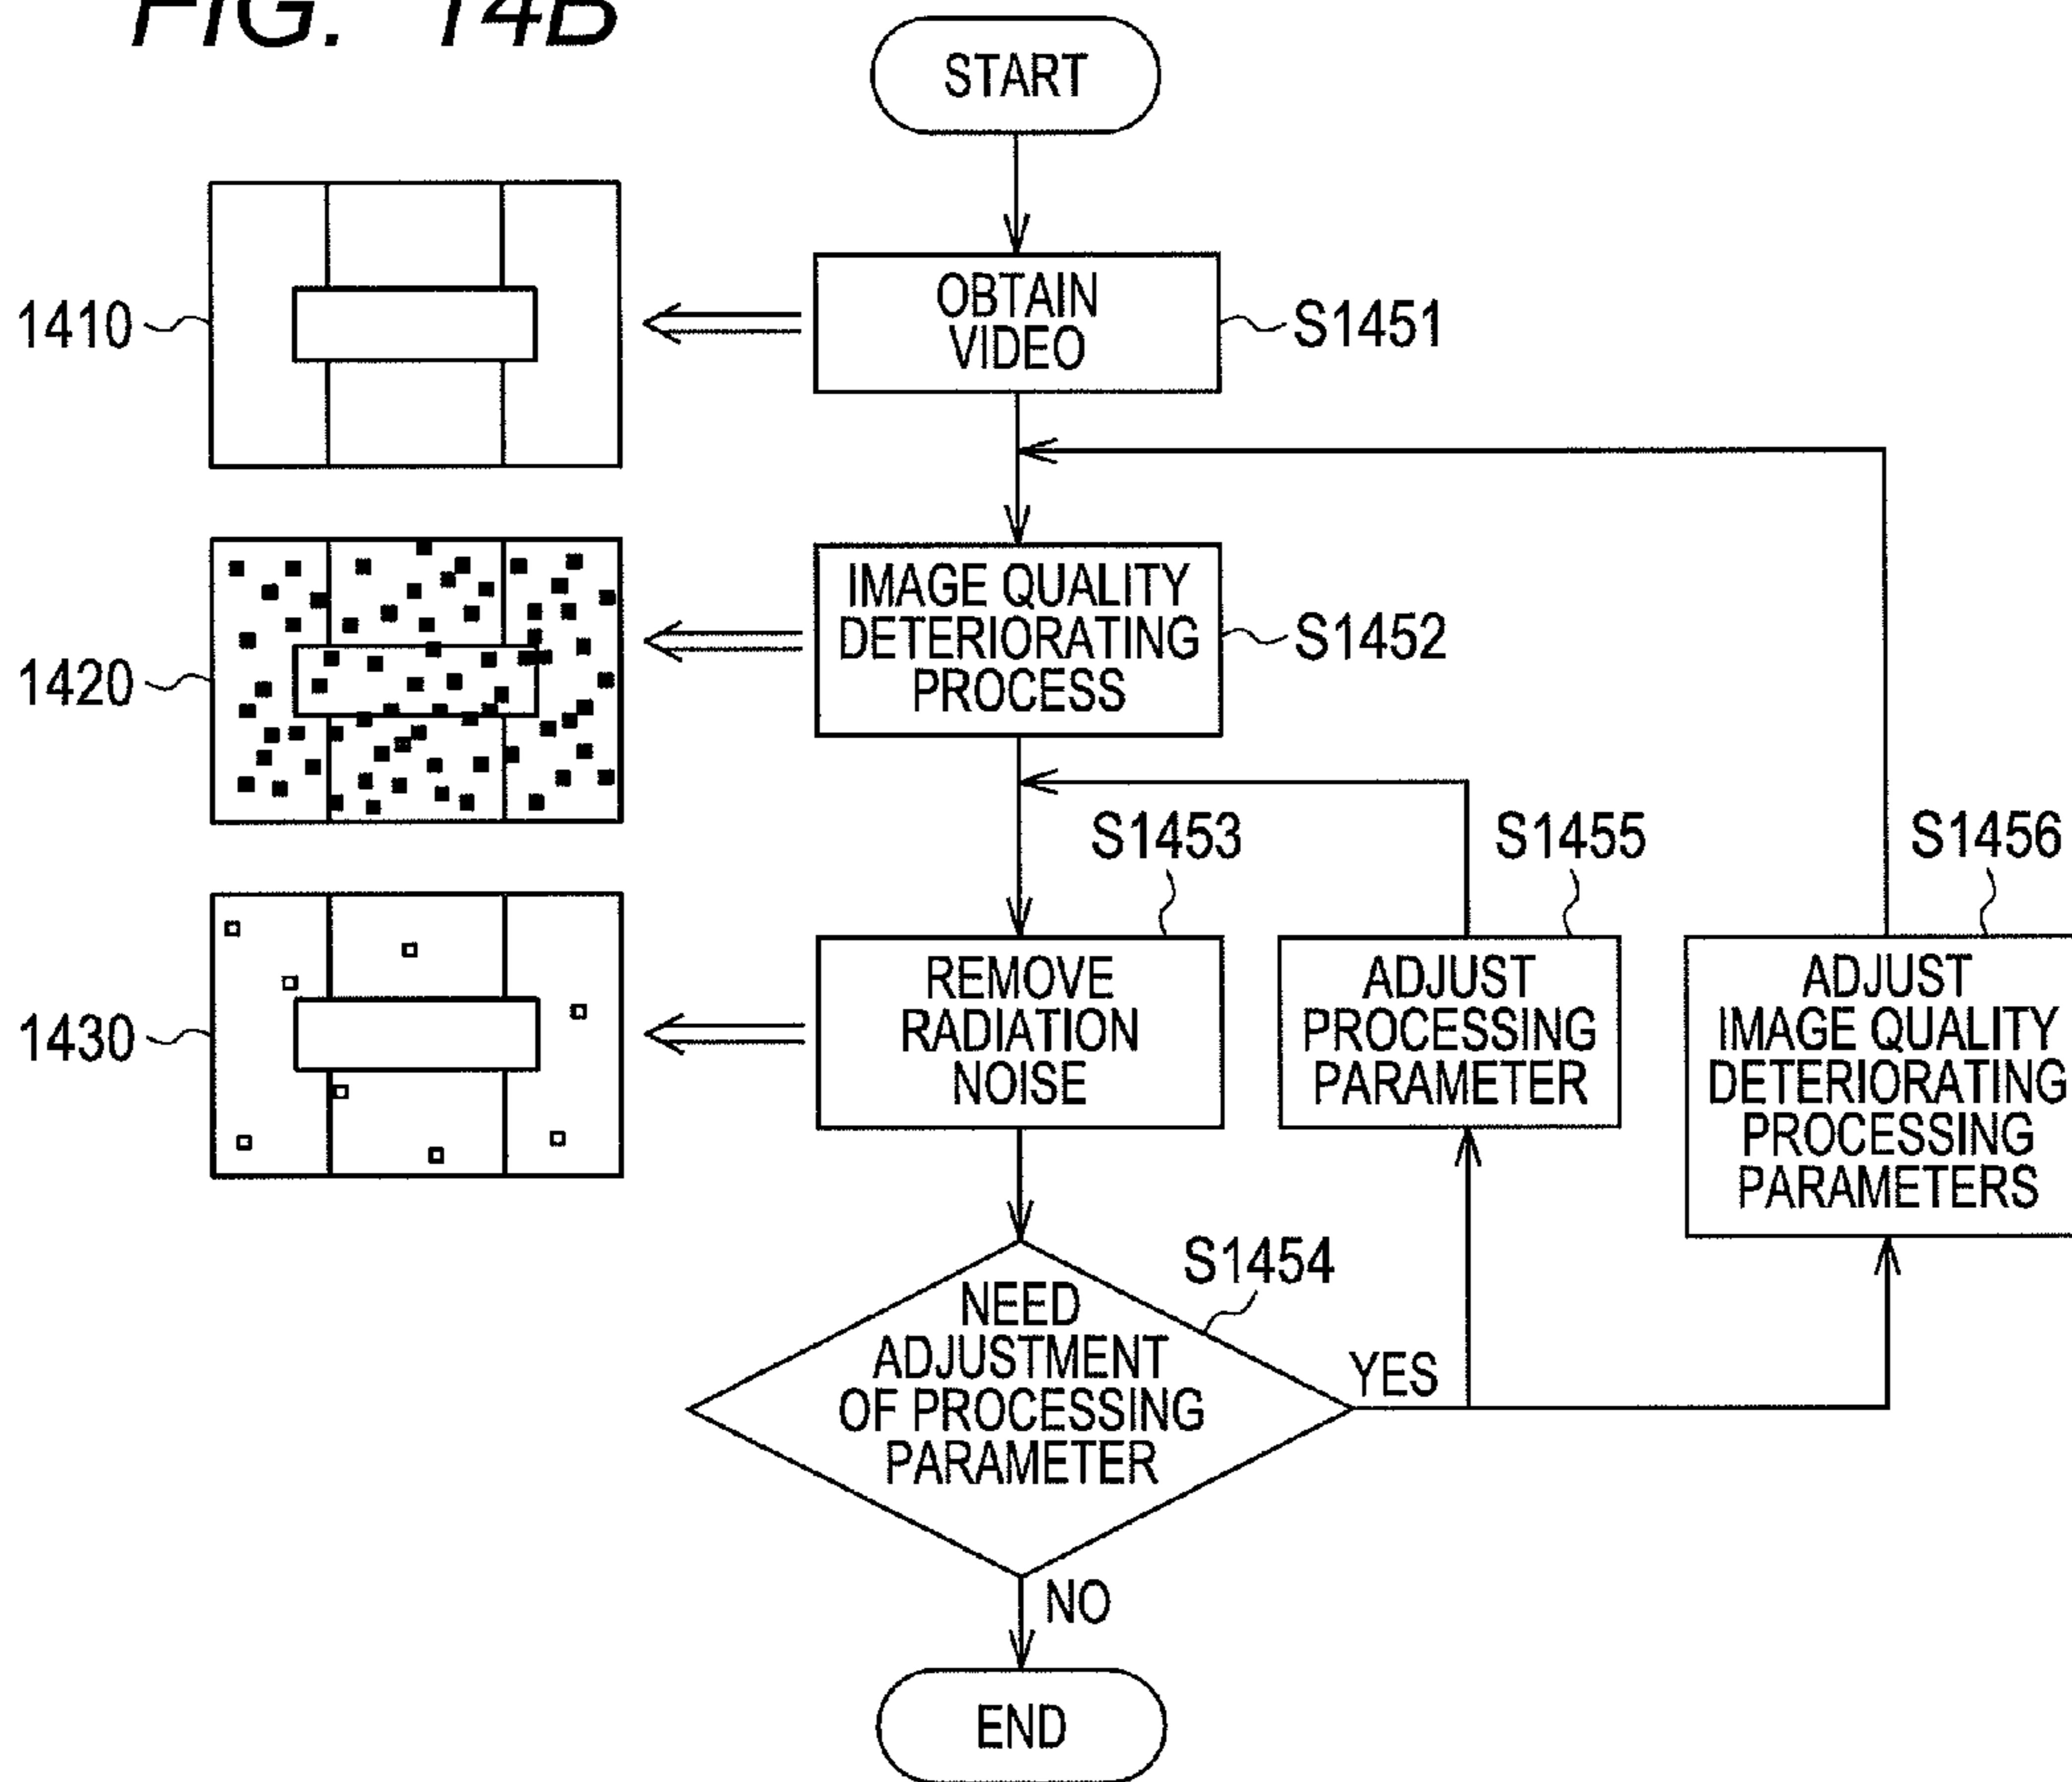 FIG. 14B
START
1410
OBTAIN
VIDEO
S1451
1420
IMAGE QUALITY
DETERIORATING
PROCESS
S1452
S1453
S1455
S1456
1430
REMOVE
RADIATION
NOISE
ADJUST
PROCESSING
PARAMETER
ADJUST
IMAGE QUALITY
DETERIORATING
PROCESSING
PARAMETERS
S1454
NEED
ADJUSTMENT
OF PROCESSING
PARAMETER
YES
NO
END